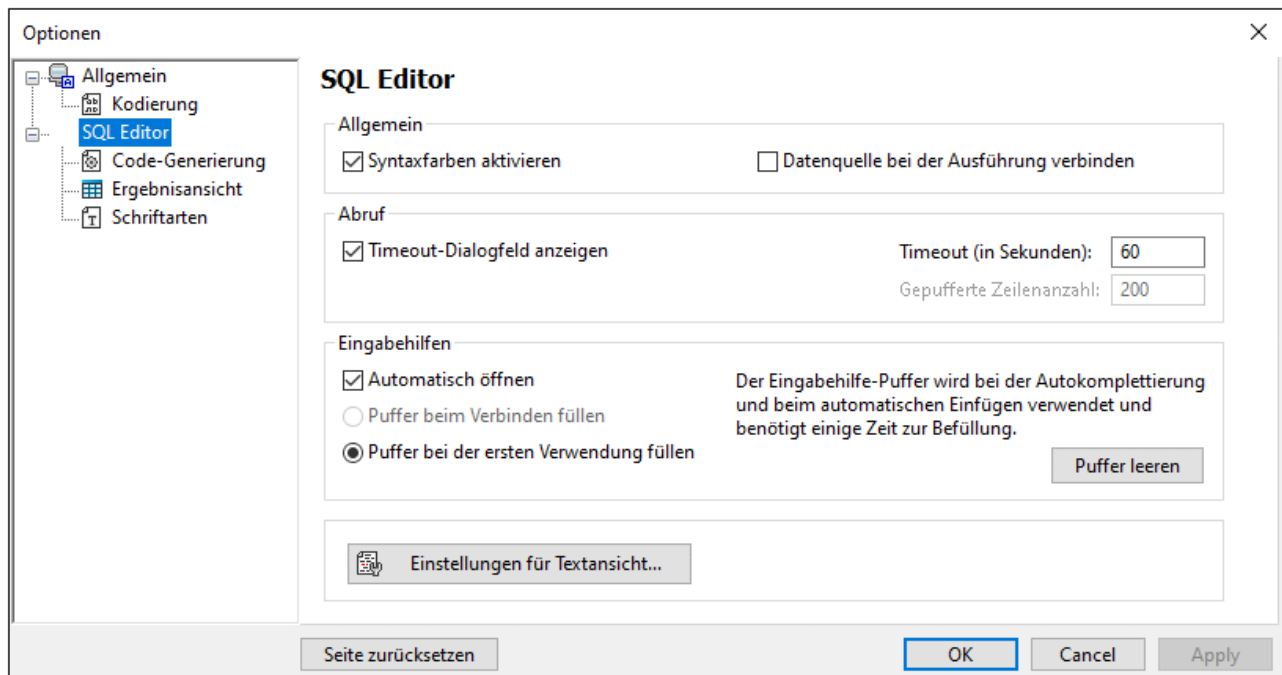 Optionen
Allgemein
Kodierung
SQL Editor
Code-Generierung
Ergebnisansicht
Schriftarten
SQL Editor
Allgemein
Syntaxfarben aktivieren
Datenquelle bei der Ausführung verbinden
Abruf
Timeout-Dialogfeld anzeigen
Timeout (in Sekunden): 60
Gepufferte Zeilenanzahl: 200
Eingabehilfen
Automatisch öffnen
Puffer beim Verbinden füllen
Puffer bei der ersten Verwendung füllen
Der Eingabehilfe-Puffer wird bei der Autokomplettierung
und beim automatischen Einfügen verwendet und
benötigt einige Zeit zur Befüllung.
Puffer leeren
Einstellungen für Textansicht...
Seite zurücksetzen
OK
Cancel
Apply